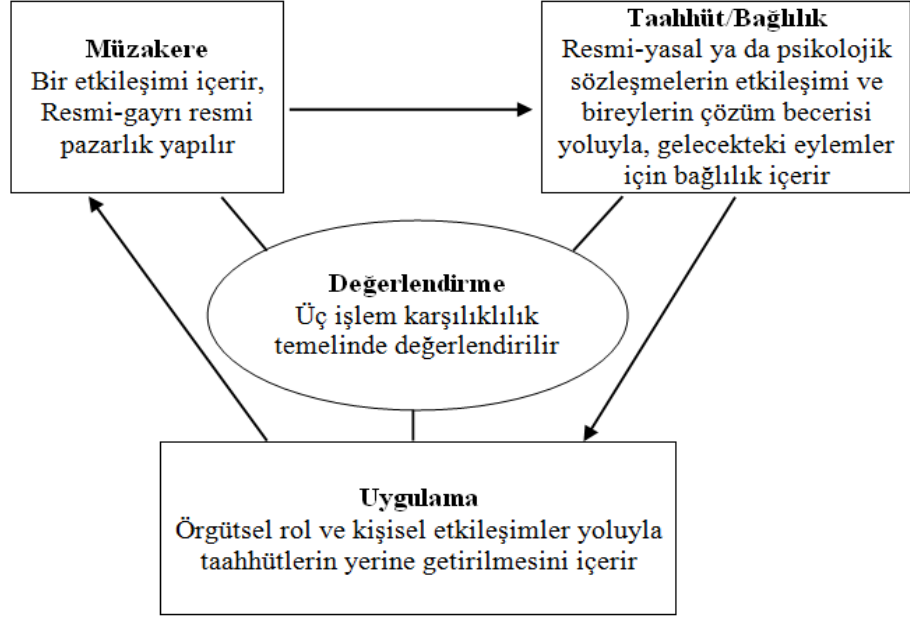 Müzakere
Bir etkileşimi içerir,
Resmi-gayrı resmi
pazarlık yapılır
Taahhüt/Bağlılık
Resmi-yasal ya da psikolojik
sözleşmelerin etkileşimi ve
bireylerin çözüm becerisi
yoluyla, gelecekteki eylemler
için bağlılık içerir
Değerlendirme
Üç işlem karşılıklılık
temelinde değerlendirilir
Uygulama
Örgütsel rol ve kişisel etkileşimler yoluyla
taahhütlerin yerine getirilmesini içerir